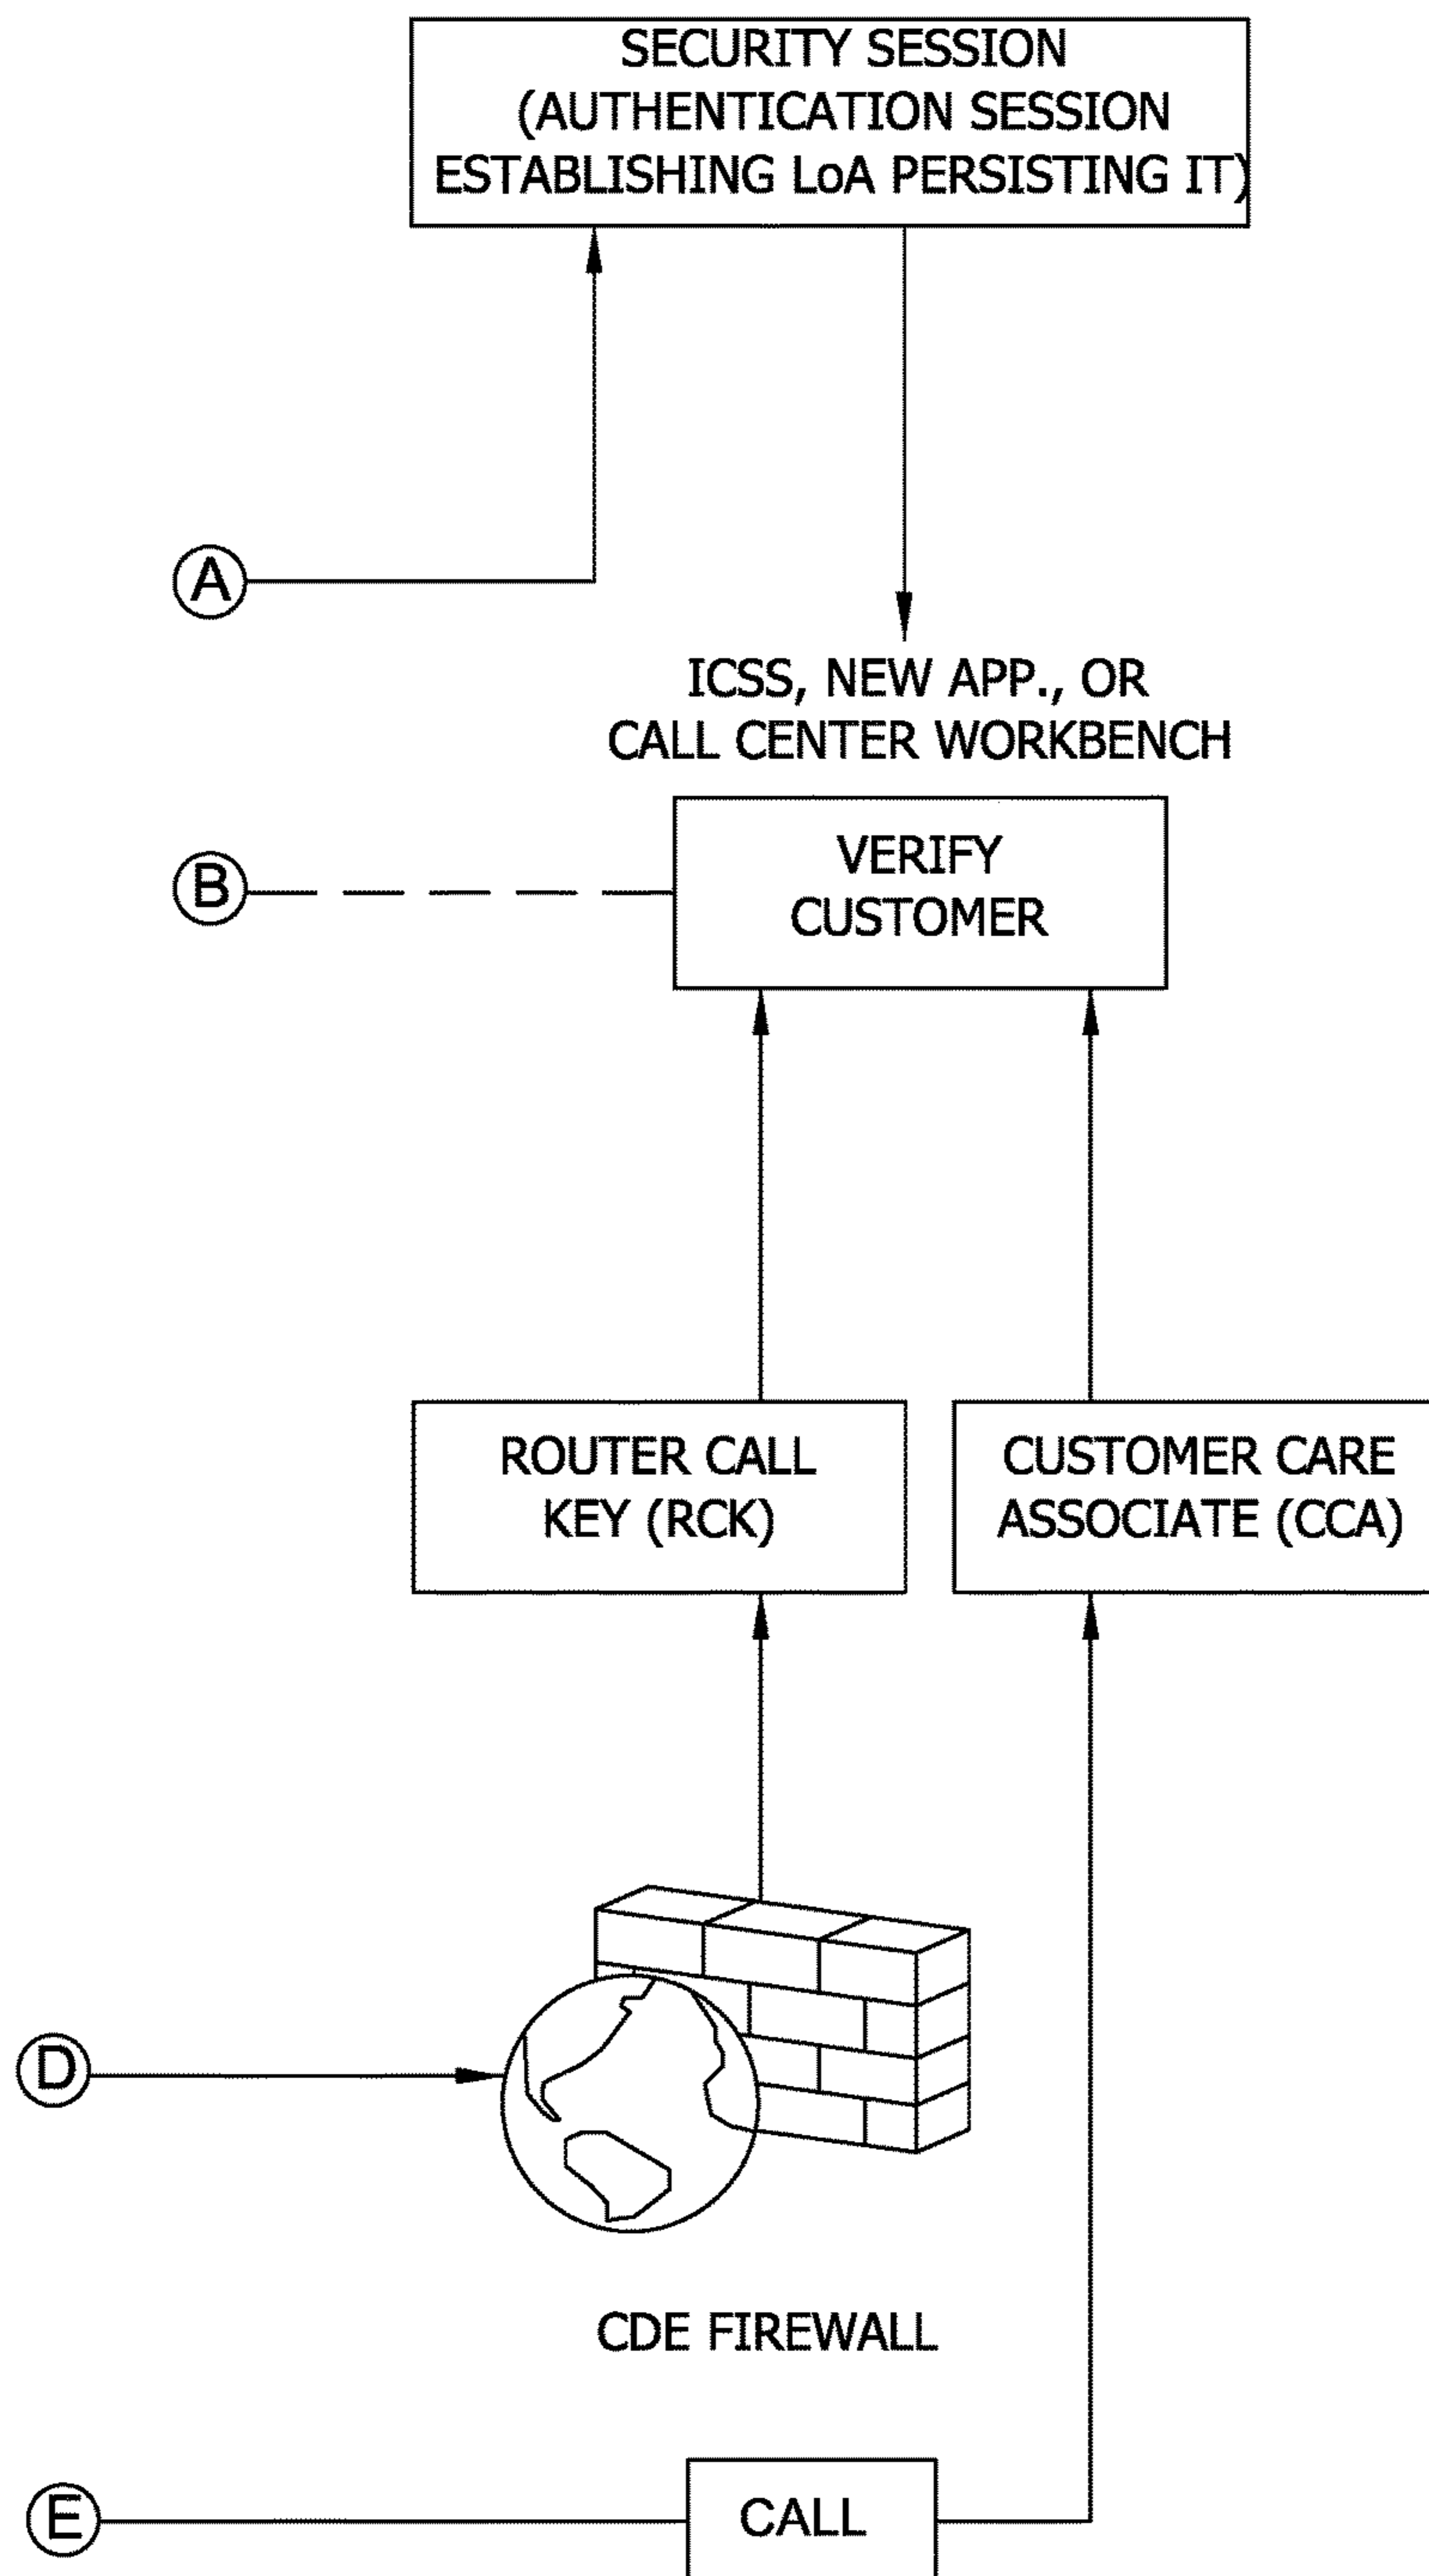 SECURITY SESSION
(AUTHENTICATION SESSION
ESTABLISHING LoA PERSISTING IT)
A
ICSS, NEW APP., OR
CALL CENTER WORKBENCH
B
VERIFY
CUSTOMER
ROUTER CALL
KEY (RCK)
CUSTOMER CARE
ASSOCIATE (CCA)
D
CDE FIREWALL
E
CALL